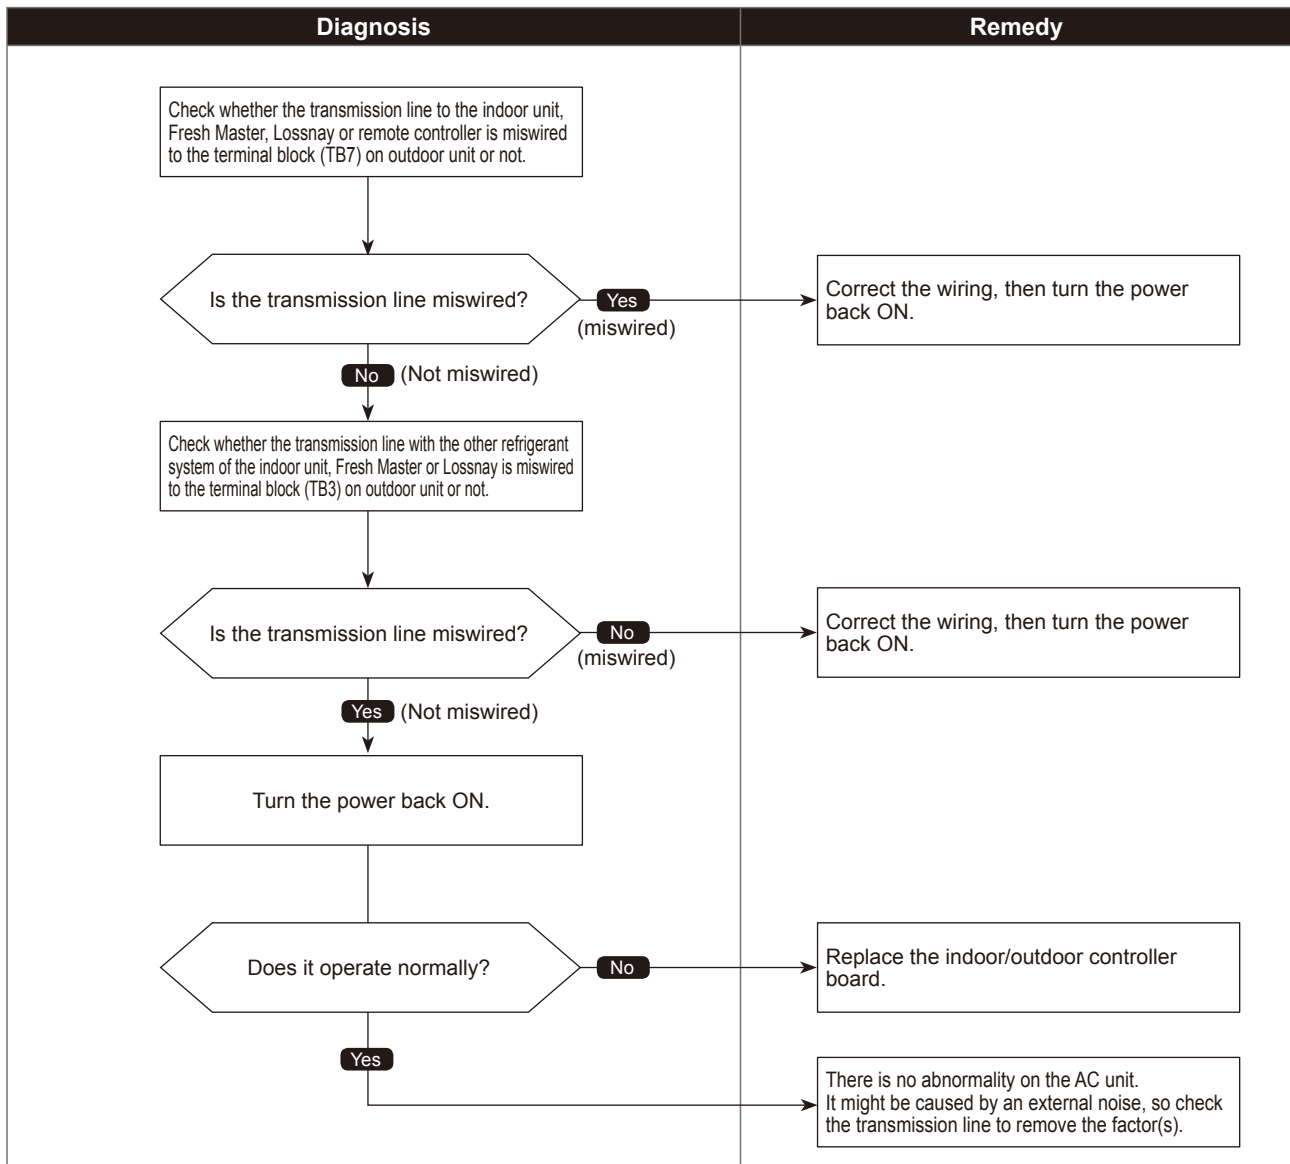 Diagnosis
Remedy
Check whether the transmission line to the indoor unit,
Fresh Master, Lossnay or remote controller is miswired
to the terminal block (TB7) on outdoor unit or not.
Is the transmission line miswired?
Yes
(miswired)
Correct the wiring, then turn the power
back ON.
No (Not miswired)
Check whether the transmission line with the other refrigerant
system of the indoor unit, Fresh Master or Lossnay is miswired
to the terminal block (TB3) on outdoor unit or not.
Is the transmission line miswired?
No
(miswired)
Correct the wiring, then turn the power
back ON.
Yes (Not miswired)
Turn the power back ON.
Does it operate normally?
No
Replace the indoor/outdoor controller
board.
Yes
There is no abnormality on the AC unit.
It might be caused by an external noise, so check
the transmission line to remove the factor(s).